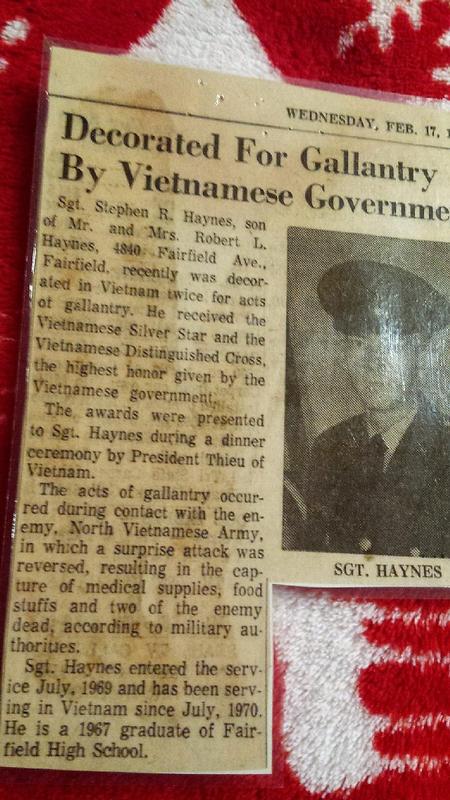 WEDNESDAY, FEB. 17, 1
Decorated For Gallantry
By Vietnamese Governme
Sgt. Stephen R. Haynes, son
of Mr. and Mrs. Robert L.
Haynes, 4840 Fairfield Ave.,
Fairfield, recently was decor-
ated in Vietnam twice for acts
of gallantry. He received the
Vietnamese Silver Star and the
Vietnamese Distinguished Cross,
the highest honor given by the
Vietnamese government.
The awards were presented
to Sgt. Haynes during a dinner
ceremony by President Thieu of
Vietnam.
The acts of gallantry occur-
red during contact with the en-
emy, North Vietnamese Army,
in which a surprise attack was
reversed, resulting in the cap-
ture of medical supplies, food
stuffs and two of the enemy
dead, according to military au-
thorities.
Sgt. Haynes entered the serv-
ice July, 1969 and has been serv-
ing in Vietnam since July, 1970.
He is a 1967 graduate of Fair-
field High School.
SGT. HAYNES